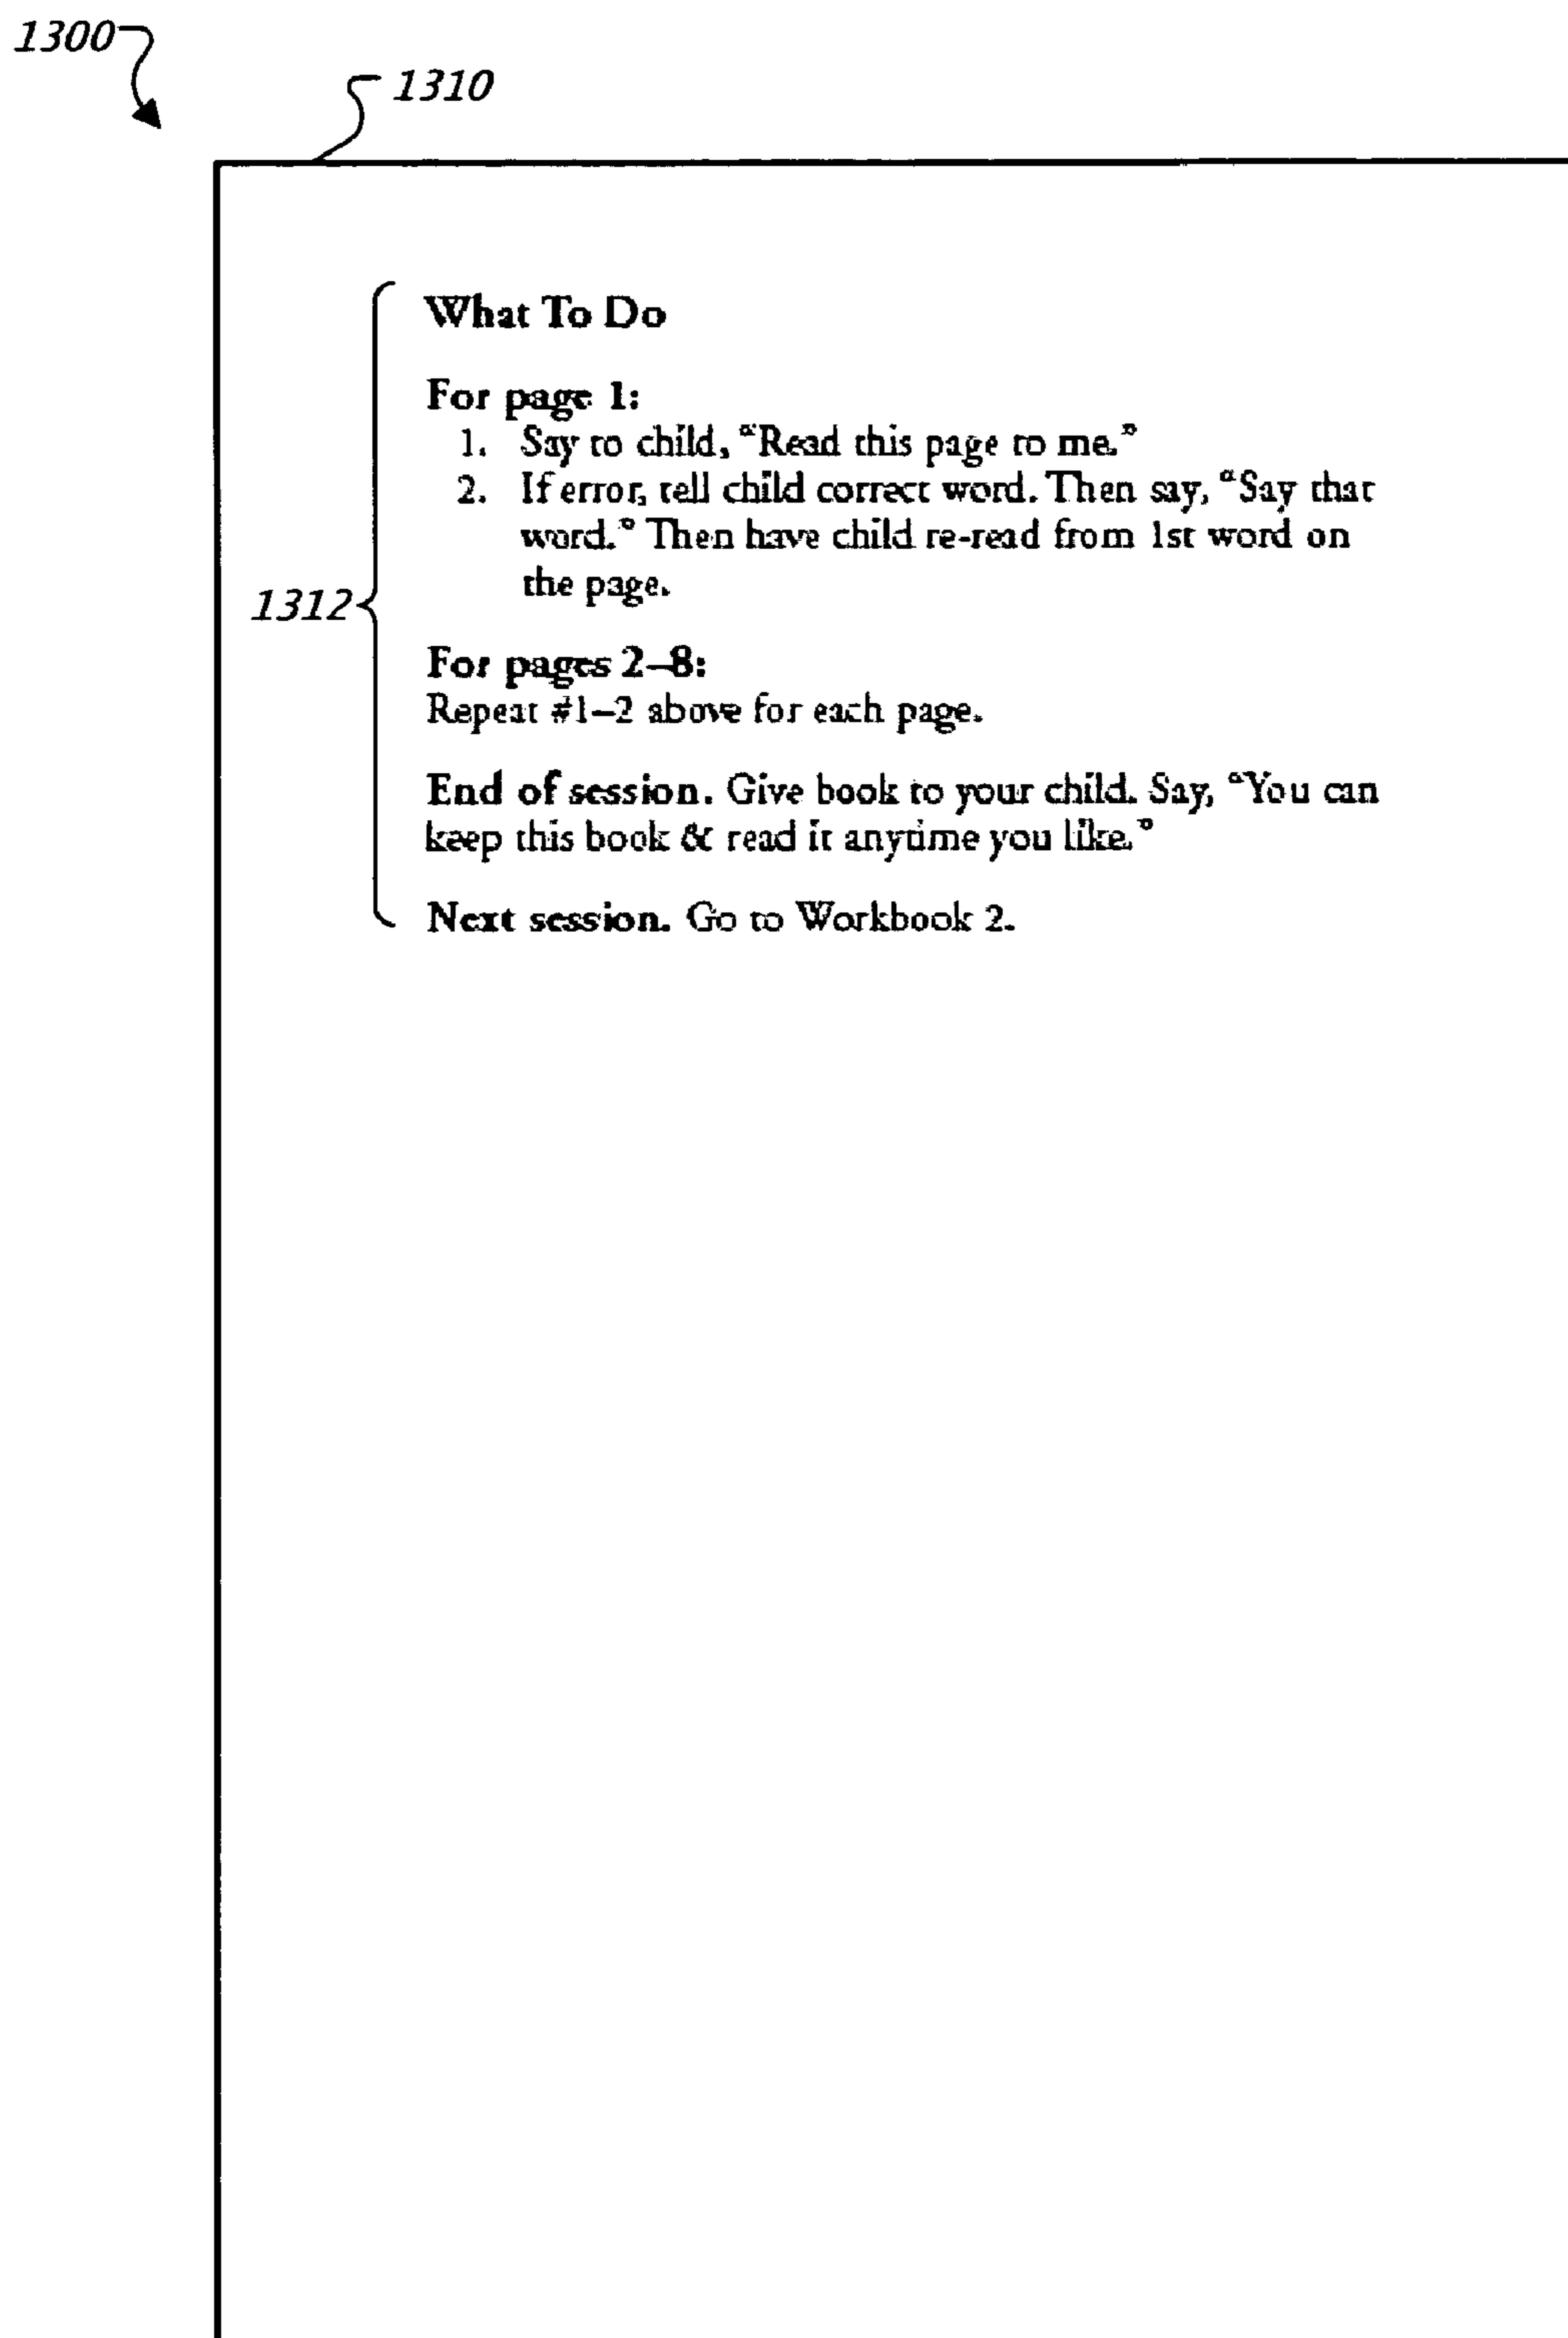 1300
1310
What To Do
For page 1:
1. Say to child, “Read this page to me.”
2. If error, tell child correct word. Then say, “Say that
word.” Then have child re-read from 1st word on
the page.
1312
For pages 2–8:
Repeat #1–2 above for each page.
End of session. Give book to your child. Say, “You can
keep this book & read it anytime you like.”
Next session. Go to Workbook 2.